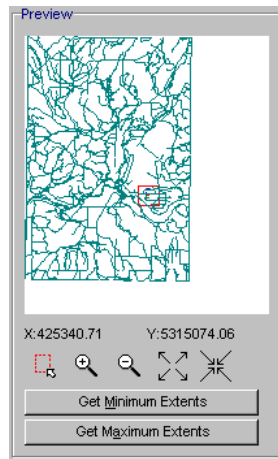 Preview
X:425340.71 Y:5315074.06
Get Minimum Extents
Get Maximum Extents